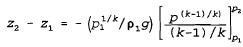 z₂ - z₁ = - (p₁^{1/k}/ρ₁g) [ p^{(k-1)/k} / (k-1)/k ]_{p₁}^{p₂}